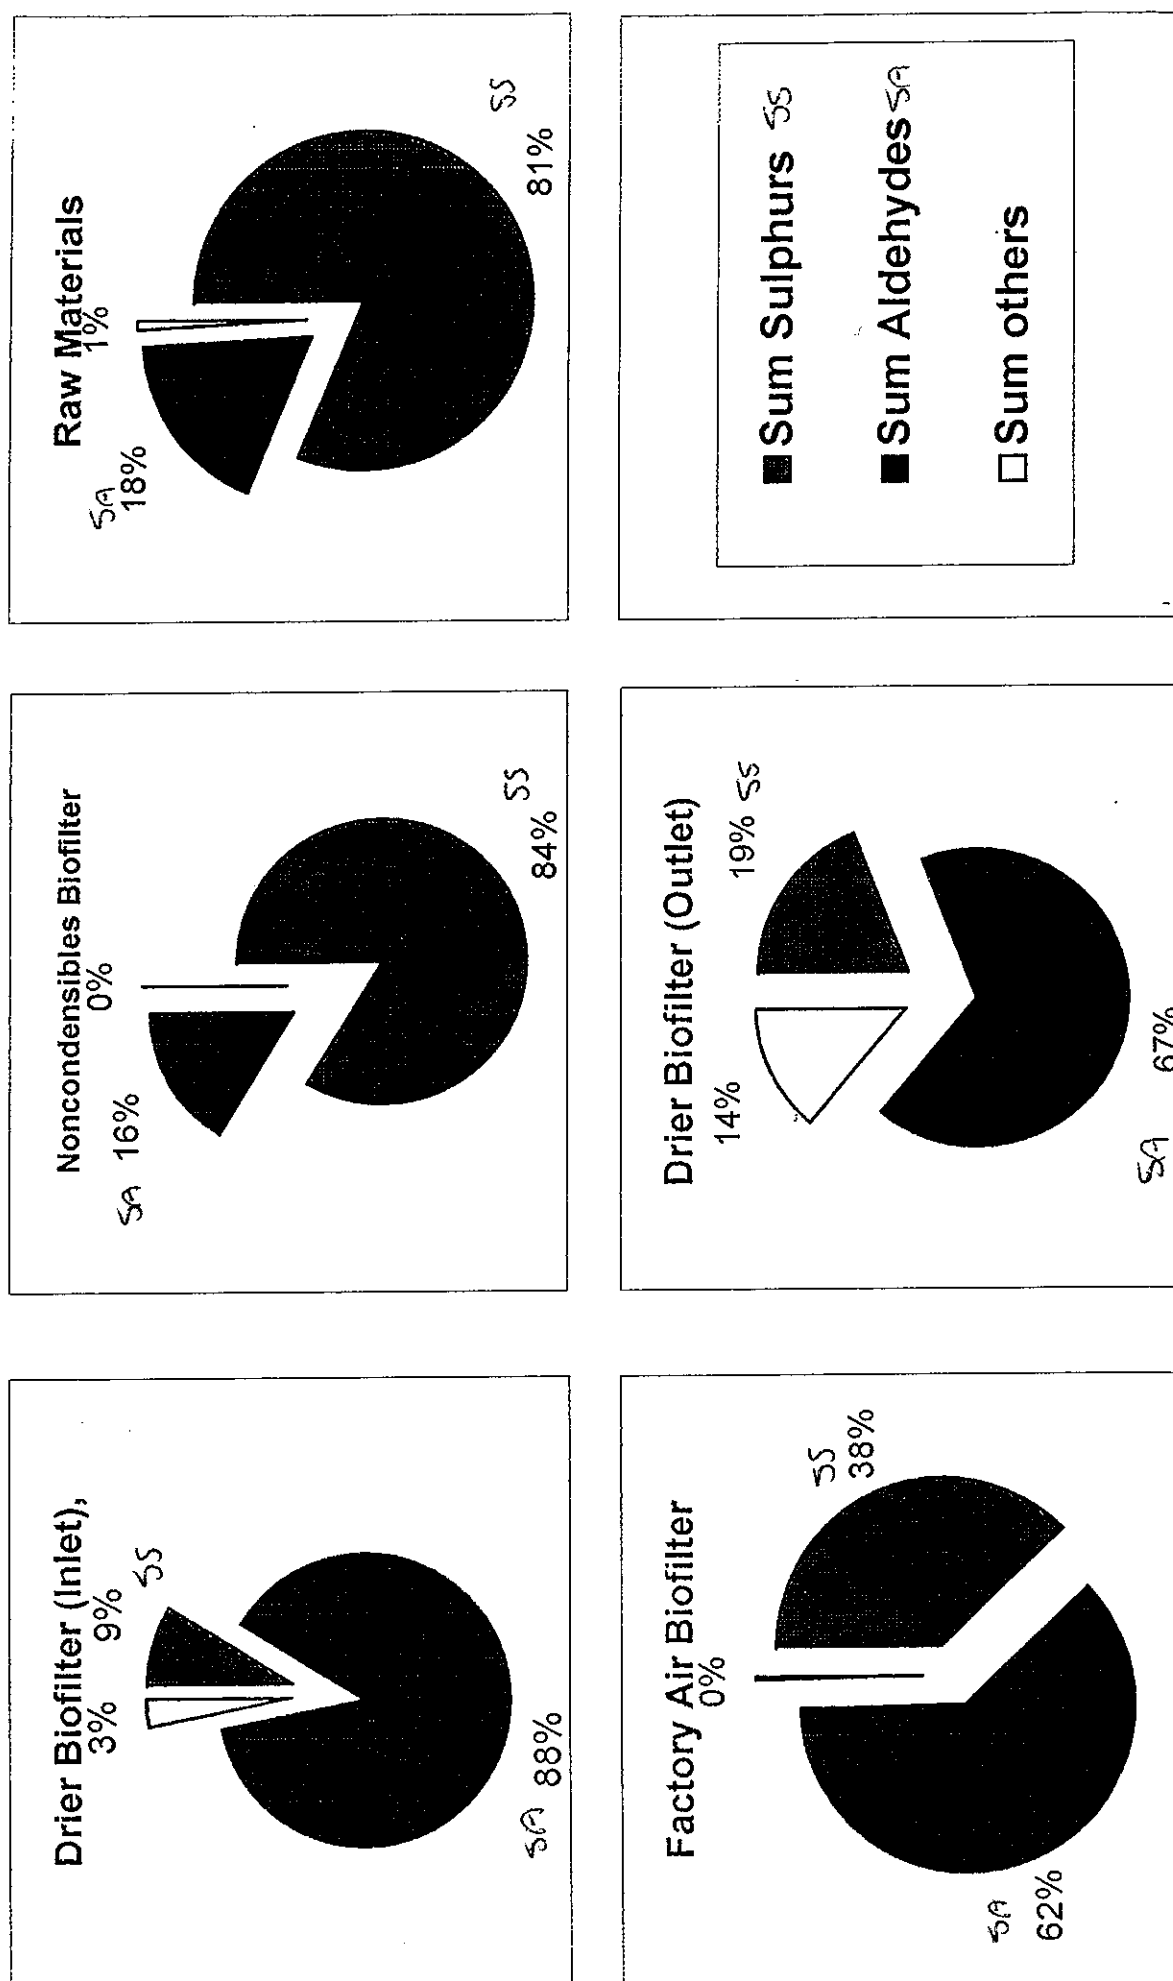 Drier Biofilter (Inlet),
3%
9%
SS
SA 88%
Noncondensibles Biofilter
0%
SA 16%
SS
84%
Raw Materials
1%
SA
18%
SS
81%
Factory Air Biofilter
0%
SS
38%
SA
62%
Drier Biofilter (Outlet)
14%
19% SS
SA 67%
Sum Sulphurs SS
Sum Aldehydes SA
Sum others